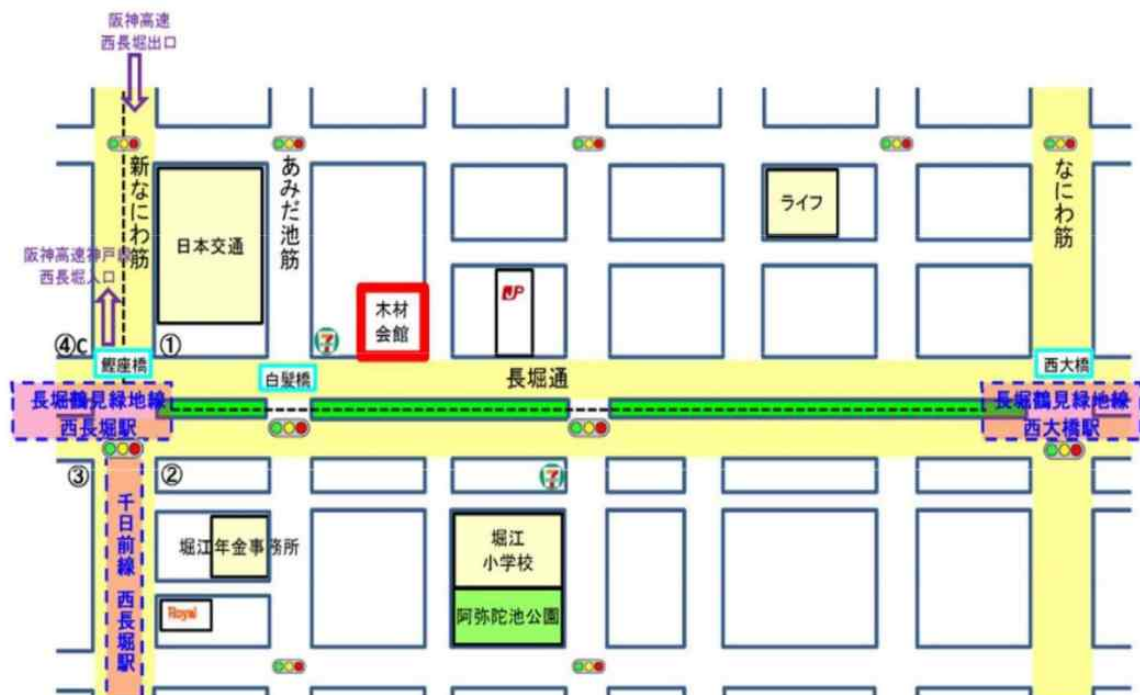 阪神高速
西長堀出口
新なにわ筋
あみだ池筋
なにわ筋
日本交通
ライフ
阪神高速神戸線
西長堀入口
木材
会館
JP
7
④C
①
鰹座橋
白髪橋
長堀通
西大橋
長堀鶴見緑地線
西長堀駅
長堀鶴見緑地線
西大橋駅
③
②
7
千日前線 西長堀駅
堀江年金事務所
堀江
小学校
Royal
阿弥陀池公園